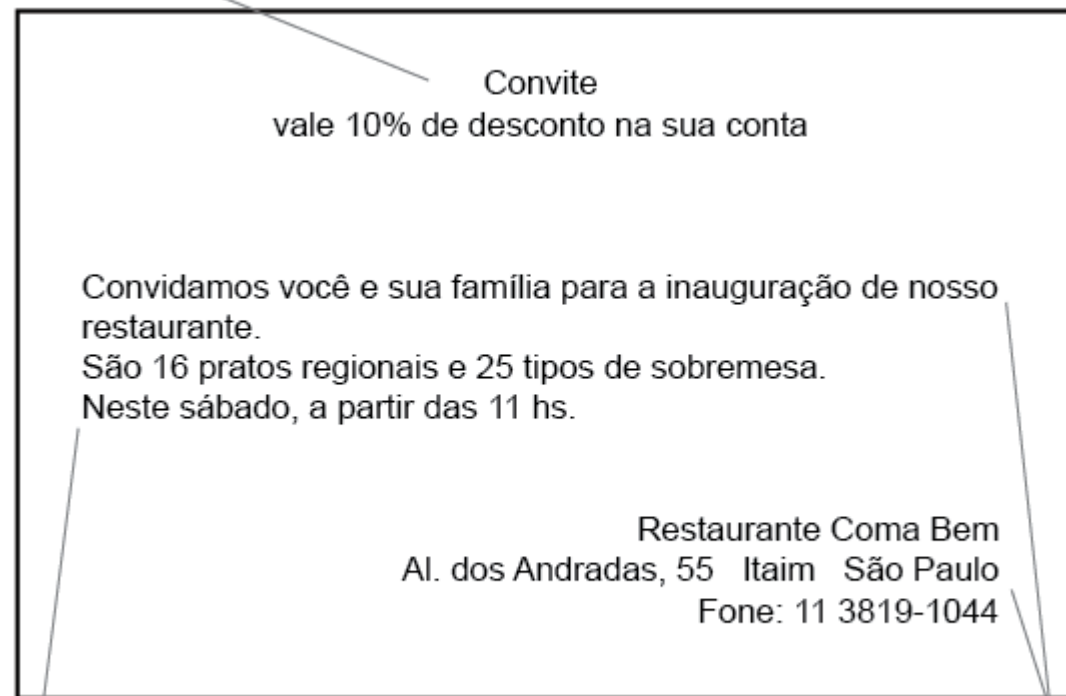 Convite
vale 10% de desconto na sua conta
Convidamos você e sua família para a inauguração de nosso
restaurante.
São 16 pratos regionais e 25 tipos de sobremesa.
Neste sábado, a partir das 11 hs.
Restaurante Coma Bem
Al. dos Andradas, 55   Itaim   São Paulo
Fone: 11 3819-1044